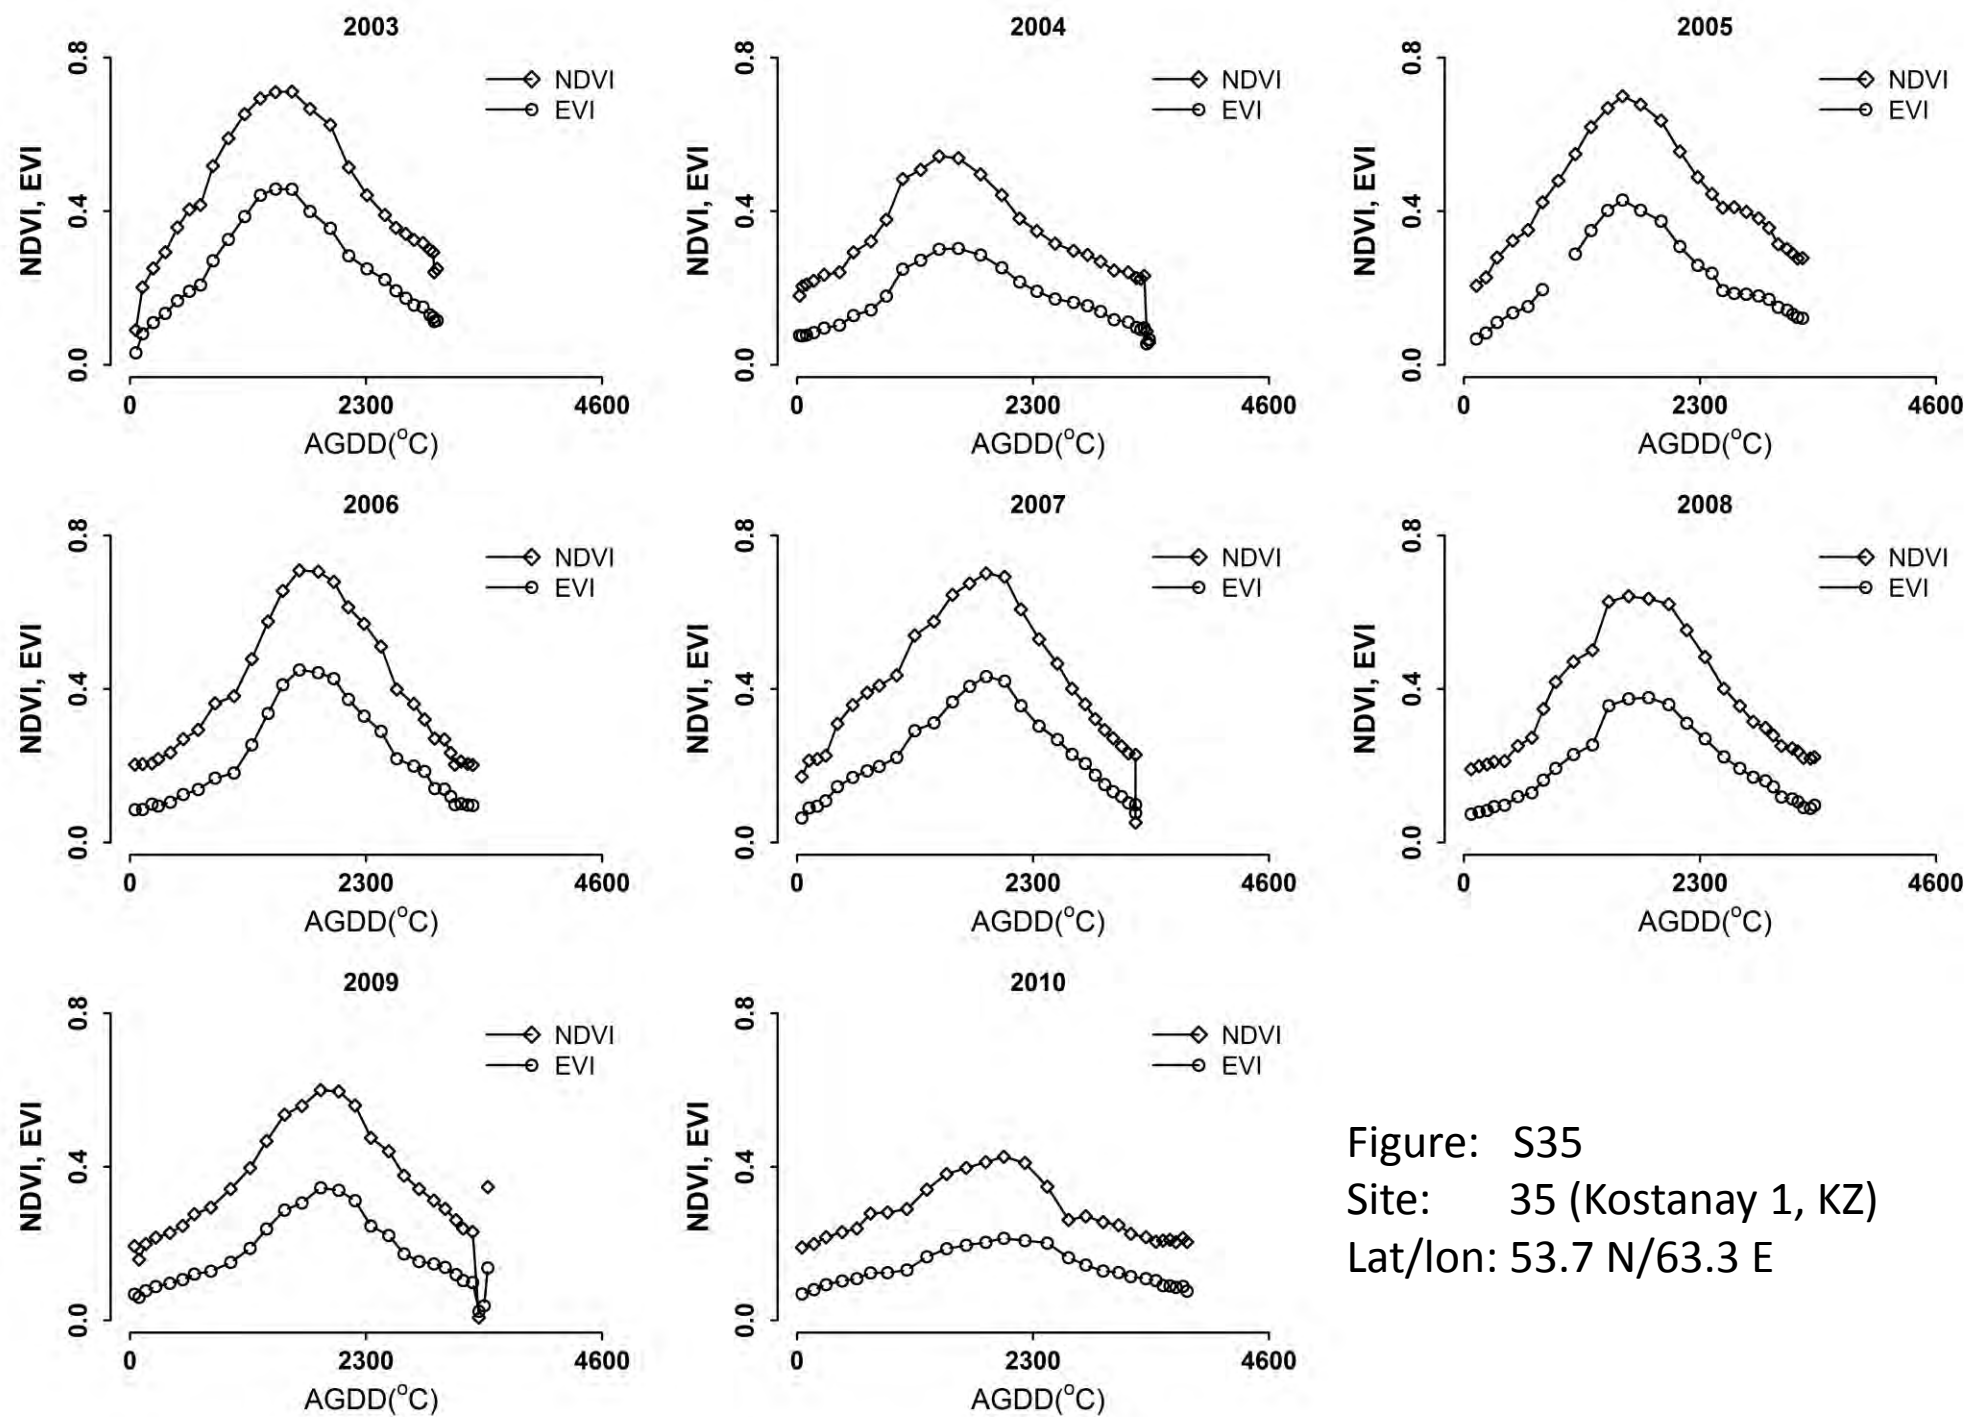 2003
NDVI
EVI
NDVI, EVI
0.8
0.4
0.0
0 2300 4600
AGDD(°C)
2004
NDVI
EVI
NDVI, EVI
0.8
0.4
0.0
0 2300 4600
AGDD(°C)
2005
NDVI
EVI
NDVI, EVI
0.8
0.4
0.0
0 2300 4600
AGDD(°C)
2006
NDVI
EVI
NDVI, EVI
0.8
0.4
0.0
0 2300 4600
AGDD(°C)
2007
NDVI
EVI
NDVI, EVI
0.8
0.4
0.0
0 2300 4600
AGDD(°C)
2008
NDVI
EVI
NDVI, EVI
0.8
0.4
0.0
0 2300 4600
AGDD(°C)
2009
NDVI
EVI
NDVI, EVI
0.8
0.4
0.0
0 2300 4600
AGDD(°C)
2010
NDVI
EVI
NDVI, EVI
0.8
0.4
0.0
0 2300 4600
AGDD(°C)
Figure: S35
Site: 35 (Kostanay 1, KZ)
Lat/lon: 53.7 N/63.3 E